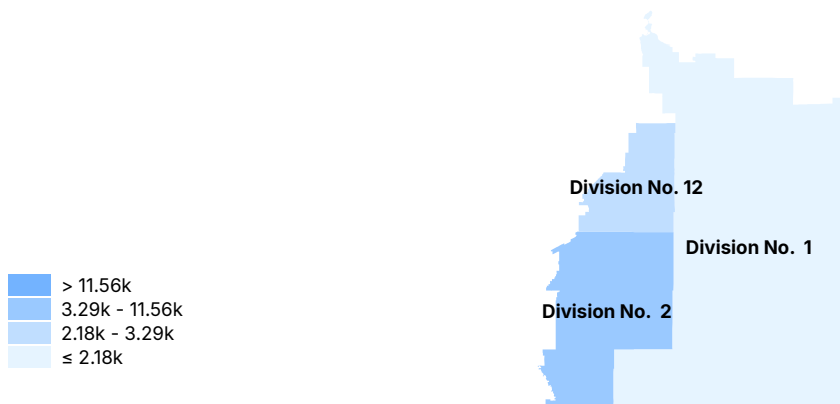 Division No. 12
Division No.  1
Division No.  2
> 11.56k
3.29k - 11.56k
2.18k - 3.29k
≤ 2.18k